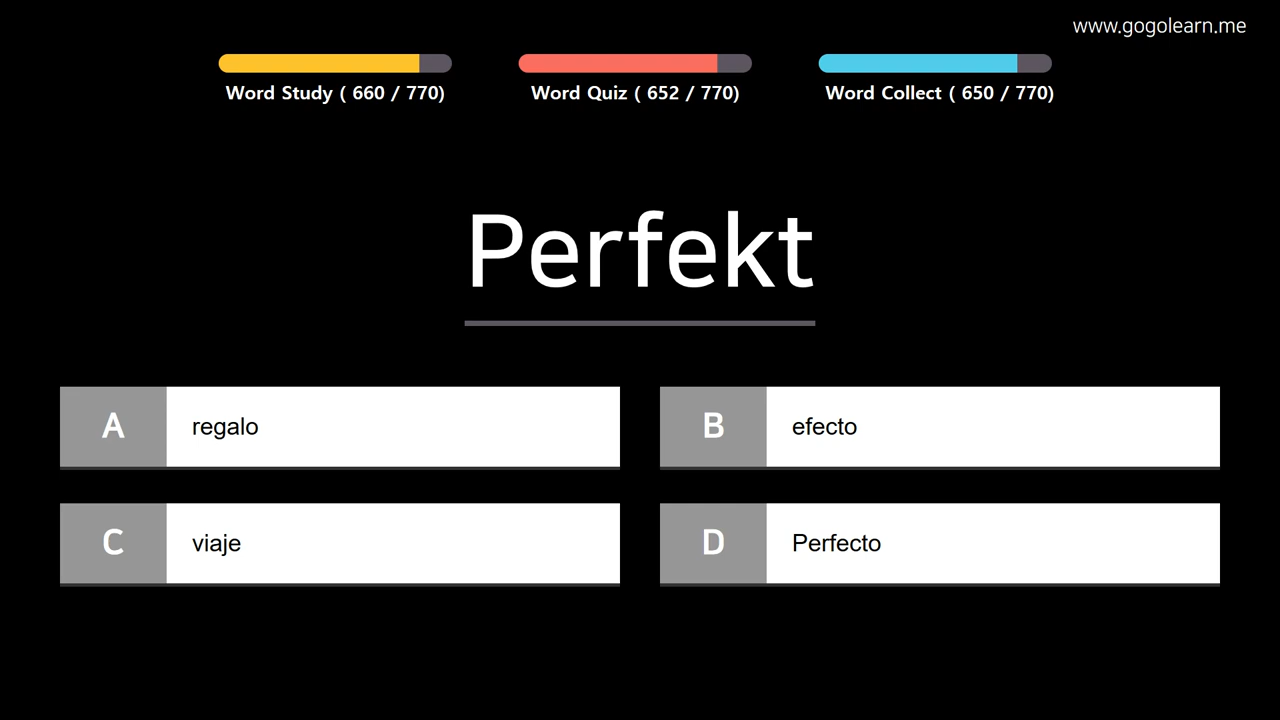 www.gogolearn.me
Word Study ( 660 / 770)
Word Quiz ( 652 / 770)
Word Collect ( 650 / 770)
Perfekt
A regalo
B efecto
C viaje
D Perfecto